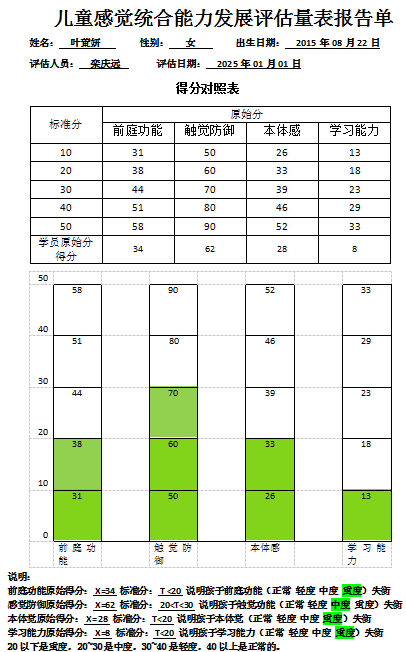 儿童感觉统合能力发展评估量表报告单
姓名： 叶萱妍 性别： 女 出生日期： 2015 年 08 月 22 日
评估人员： 栾庆远 评估日期： 2025 年 01 月 01 日
得分对照表
标准分 原始分
前庭功能 触觉防御 本体感 学习能力
10 31 50 26 13
20 38 60 33 18
30 44 70 39 23
40 51 80 46 29
50 58 90 52 33
学员原始分得分 34 62 28 8
50 58 90 52 33
40 51 80 46 29
30 44 70 39 23
20 38 60 33 18
10 31 50 26 13
0
前庭功能 触觉防御 本体感 学习能力
说明：
前庭功能原始得分： X=34 标准分： T<20 说明孩子前庭功能（正常 轻度 中度 重度）失衡
感觉防御原始得分： X=62 标准分： 20<T<30 说明孩子触觉功能（正常 轻度 中度 重度）失衡
本体觉原始得分： X=28 标准分： T<20 说明孩子本体觉（正常 轻度 中度 重度）失衡
学习能力原始得分： X=8 标准分： T<20 说明孩子学习能力（正常 轻度 中度 重度）失衡
20 以下是重度，20~30 是中度，30~40 是轻度，40 以上是正常的。